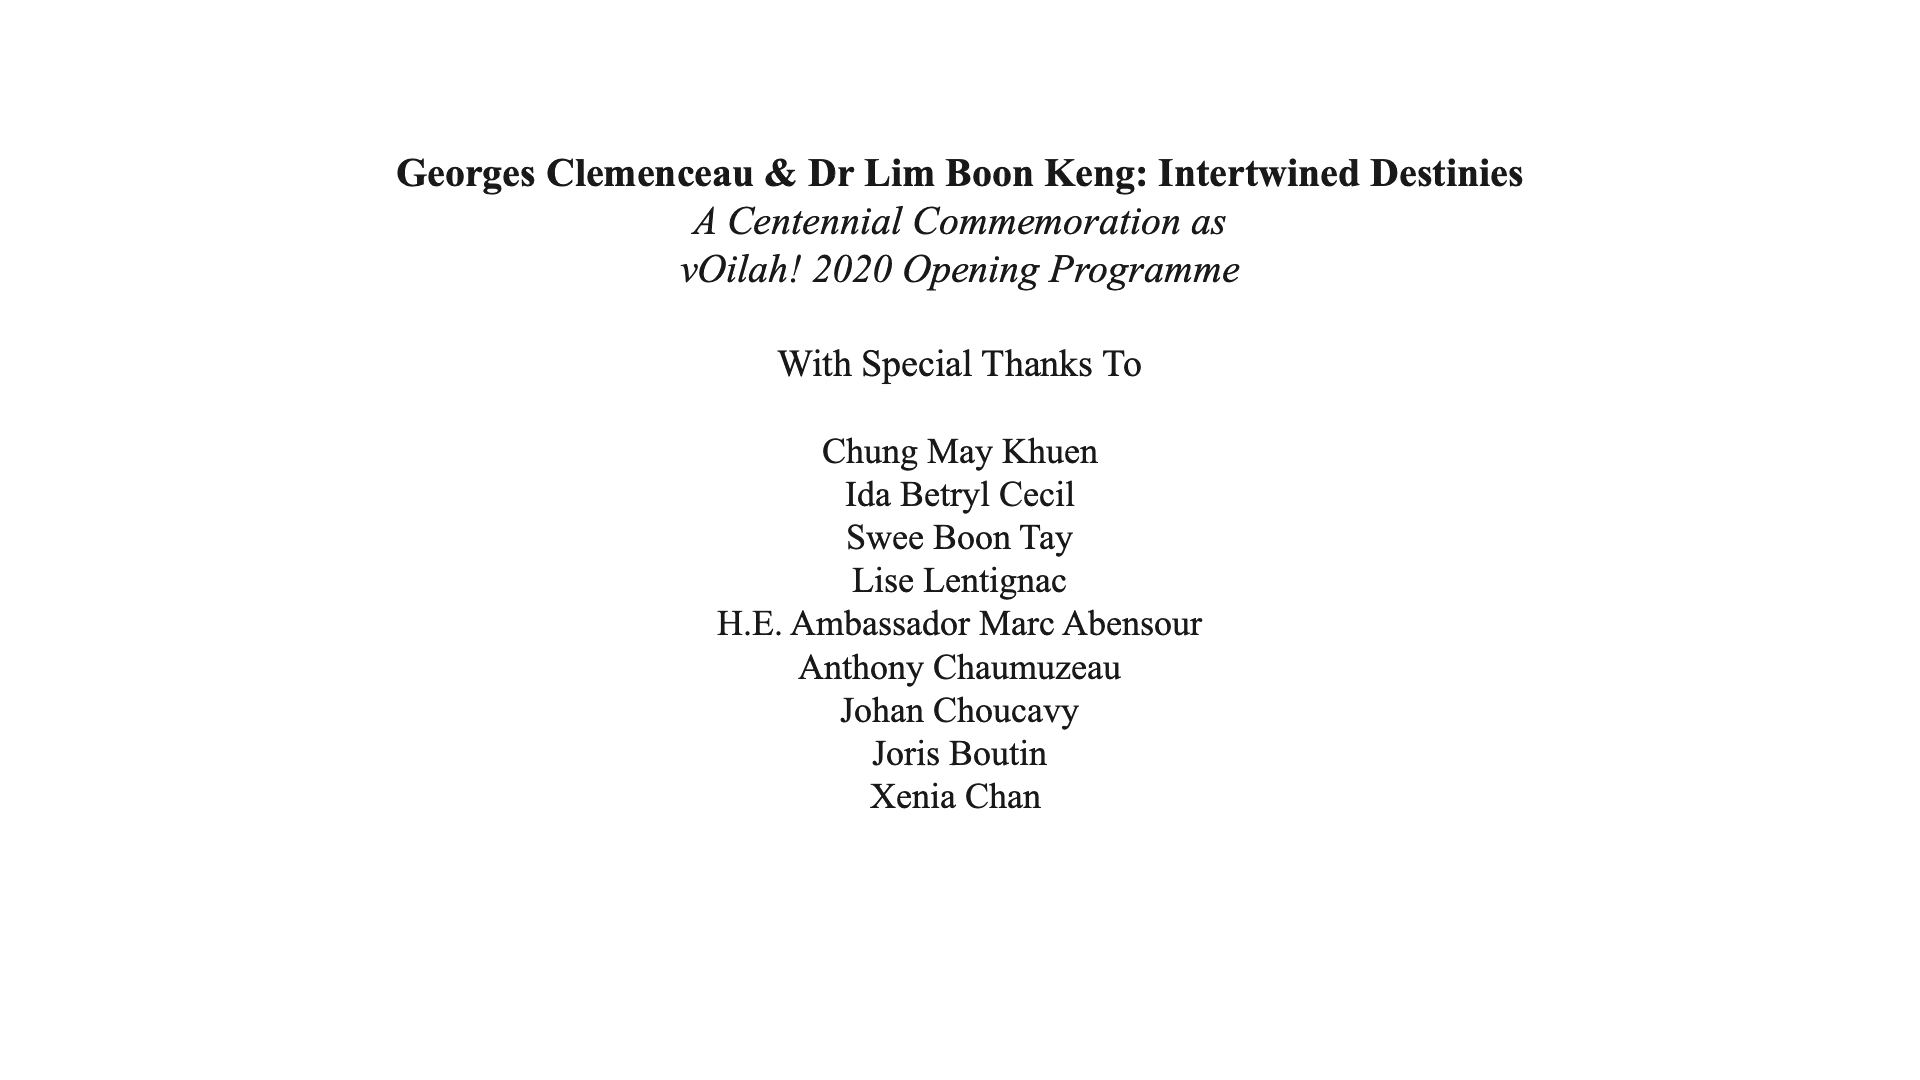 Georges Clemenceau & Dr Lim Boon Keng: Intertwined Destinies
A Centennial Commemoration as
vOilah! 2020 Opening Programme
With Special Thanks To
Chung May Khuen
Ida Betryl Cecil
Swee Boon Tay
Lise Lentignac
H.E. Ambassador Marc Abensour
Anthony Chaumuzeau
Johan Choucavy
Joris Boutin
Xenia Chan